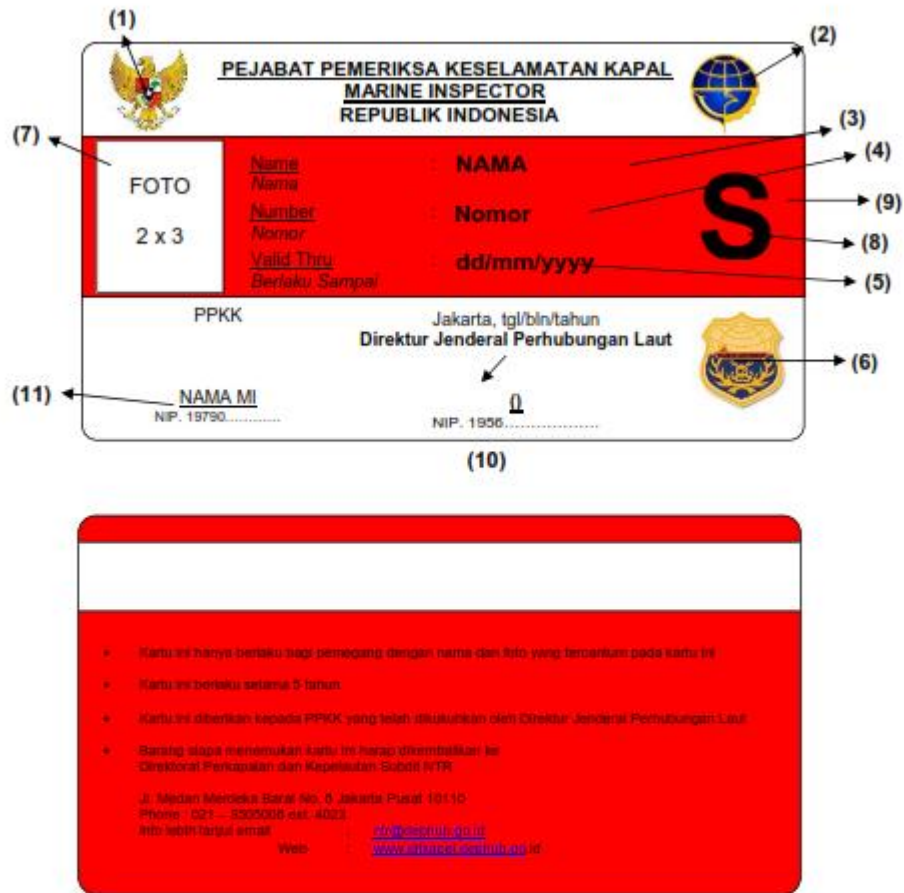 (1)
(2)
PEJABAT PEMERIKSA KESELAMATAN KAPAL
MARINE INSPECTOR
REPUBLIK INDONESIA
(3)
(7)
(4)
Name : NAMA
Nama
FOTO
2 x 3
S
(9)
Number : Nomor
Nomor
(8)
Valid Thru : dd/mm/yyyy
Berlaku Sampai
(5)
PPKK
Jakarta, tgl/bln/tahun
Direktur Jenderal Perhubungan Laut
(6)
(11)
NAMA MI
NIP. 19790............
()
NIP. 1956..................
(10)
• Kartu ini hanya berlaku bagi pemegang dengan nama dan foto yang tercantum pada kartu ini
• Kartu ini berlaku selama 5 tahun
• Kartu ini diberikan kepada PPKK yang telah dikukuhkan oleh Direktur Jenderal Perhubungan Laut
• Barang siapa menemukan kartu ini harap dikembalikan ke
Direktorat Perkapalan dan Kepelautan Subdit NTR
Jl. Medan Merdeka Barat No. 8 Jakarta Pusat 10110
Phone : 021 – 3505006 ext. 4023
Info lebih lanjut email :
Web :